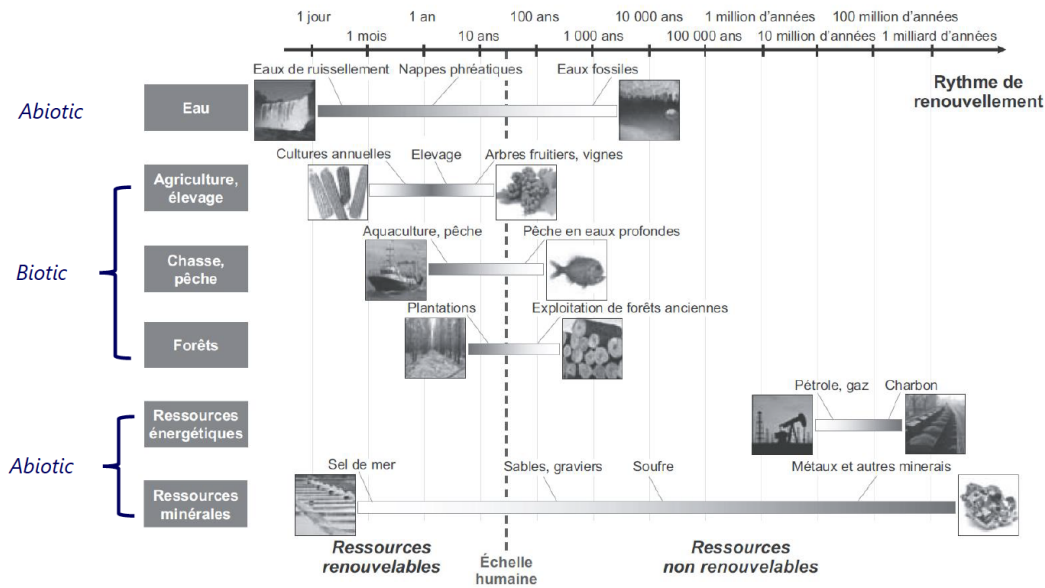 1 jour 1 an 100 ans 10 000 ans 1 million d'années 100 million d'années
1 mois 10 ans 1 000 ans 100 000 ans 10 million d'années 1 milliard d'années
Rythme de
renouvellement
Abiotic
Eau
Eaux de ruissellement Nappes phréatiques Eaux fossiles
Biotic
Agriculture,
élevage
Cultures annuelles Elevage Arbres fruitiers, vignes
Chasse,
pêche
Aquaculture, pêche Pêche en eaux profondes
Forêts
Plantations Exploitation de forêts anciennes
Abiotic
Ressources
énergétiques
Pétrole, gaz Charbon
Ressources
minérales
Sel de mer Sables, graviers Soufre Métaux et autres minerais
Ressources
renouvelables
Échelle
humaine
Ressources
non renouvelables